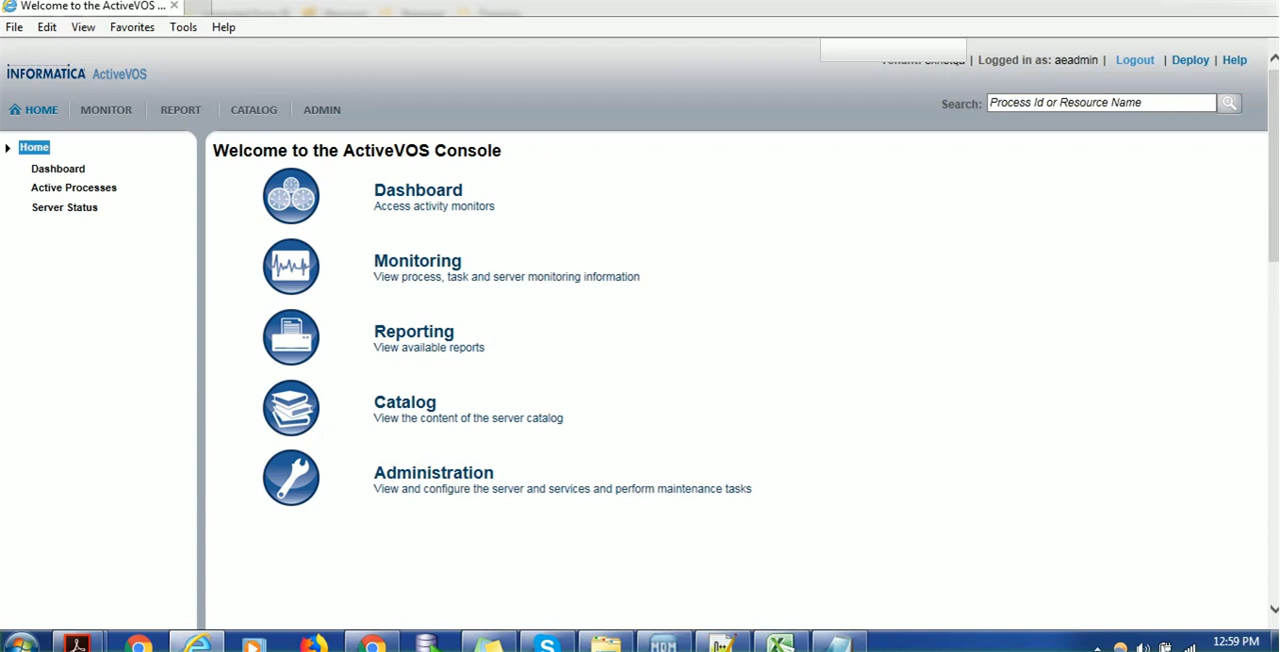 Welcome to the ActiveVOS ...
File Edit View Favorites Tools Help
INFORMATICA ActiveVOS
| Logged in as: aeadmin | Logout | Deploy | Help
HOME MONITOR REPORT CATALOG ADMIN
Search: Process Id or Resource Name
Home
Dashboard
Active Processes
Server Status
Welcome to the ActiveVOS Console
Dashboard
Access activity monitors
Monitoring
View process, task and server monitoring information
Reporting
View available reports
Catalog
View the content of the server catalog
Administration
View and configure the server and services and perform maintenance tasks
MDM
12:59 PM